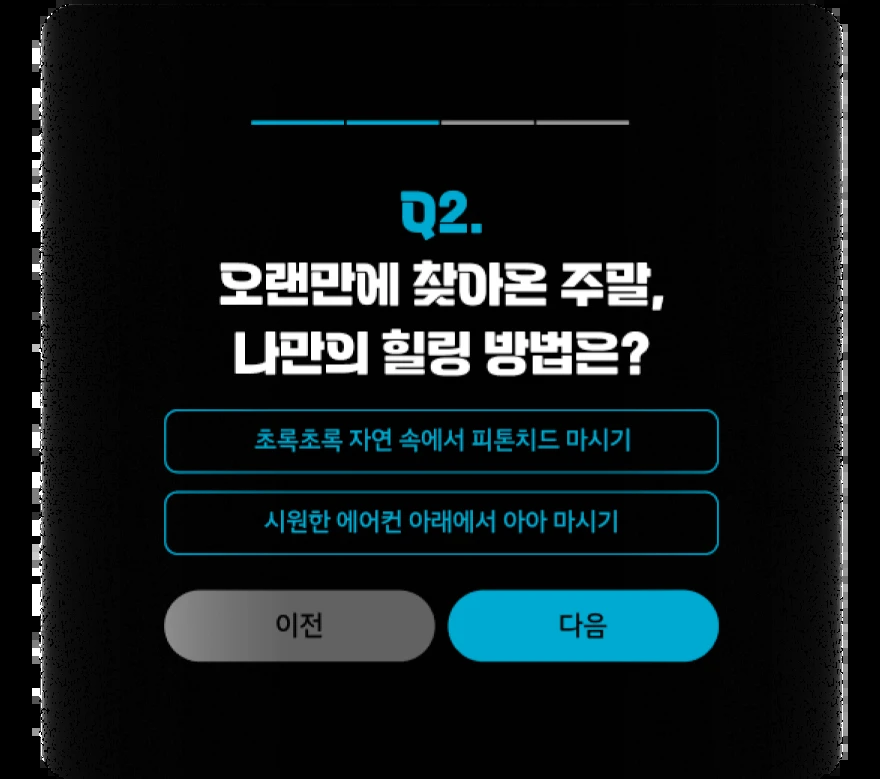 Q2.
오랜만에 찾아온 주말,
나만의 힐링 방법은?
초록초록 자연 속에서 피톤치드 마시기
시원한 에어컨 아래에서 아아 마시기
이전
다음